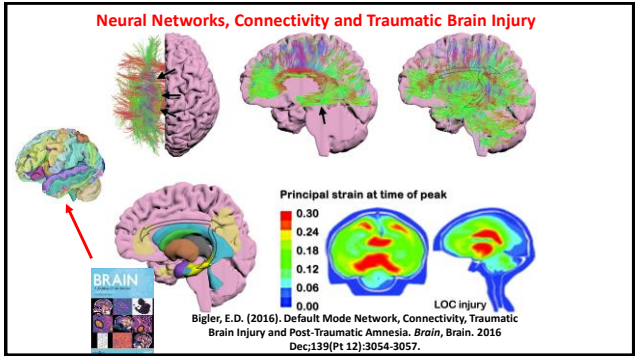 Neural Networks, Connectivity and Traumatic Brain Injury
Principal strain at time of peak
0.30
0.24
0.18
0.12
0.06
0.00
LOC injury
BRAIN
Bigler, E.D. (2016). Default Mode Network, Connectivity, Traumatic
Brain Injury and Post-Traumatic Amnesia. Brain, Brain. 2016
Dec;139(Pt 12):3054-3057.